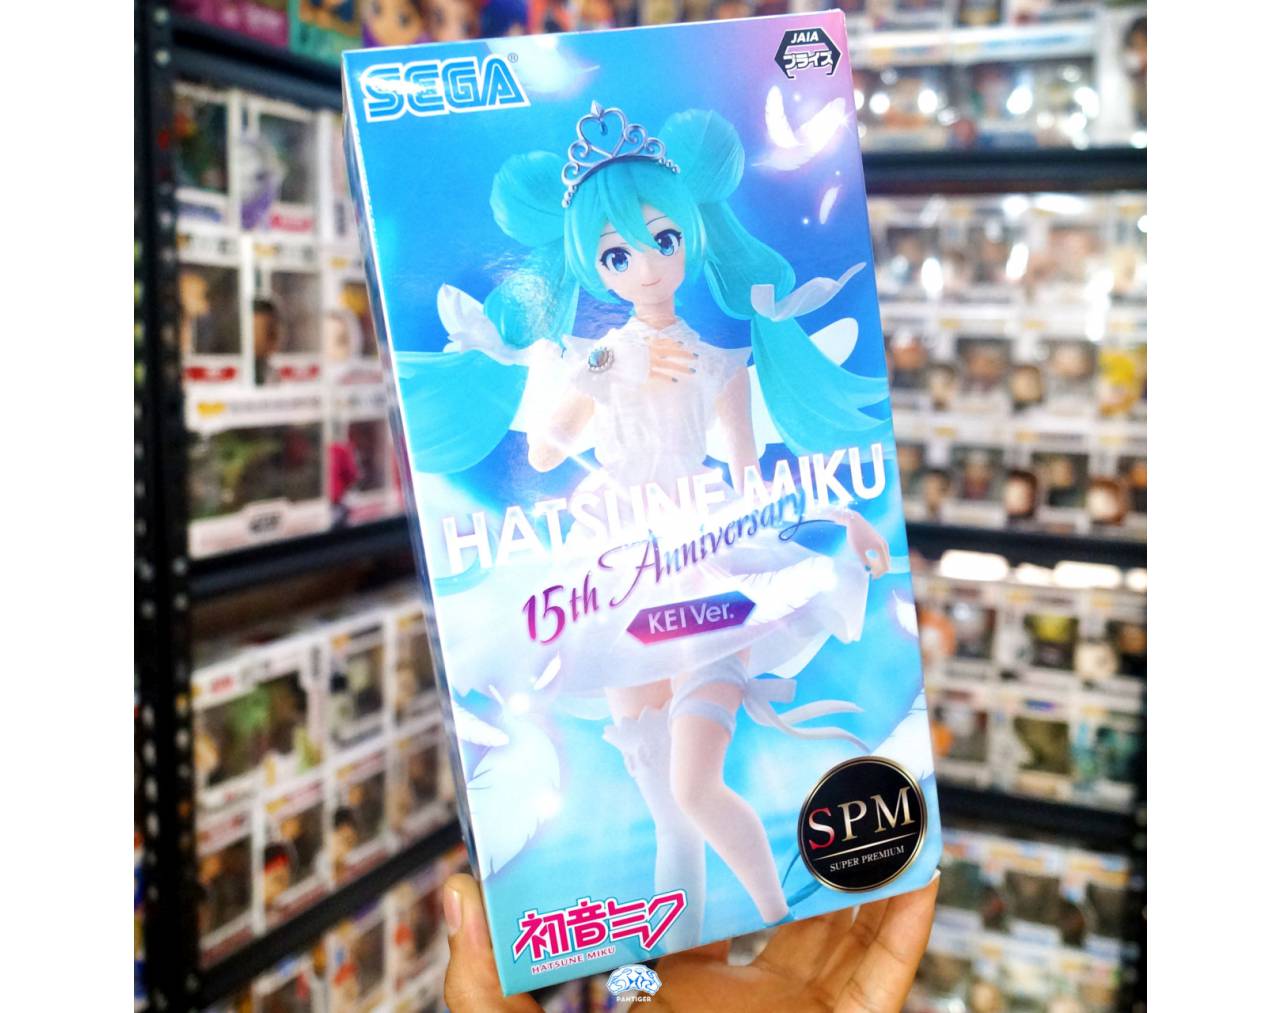 SEGA®
JAIA
プライズ
HATSUNE MIKU
15th Anniversary
KEI Ver.
SPM
SUPER PREMIUM
初音ミク
HATSUNE MIKU
PANTIGER